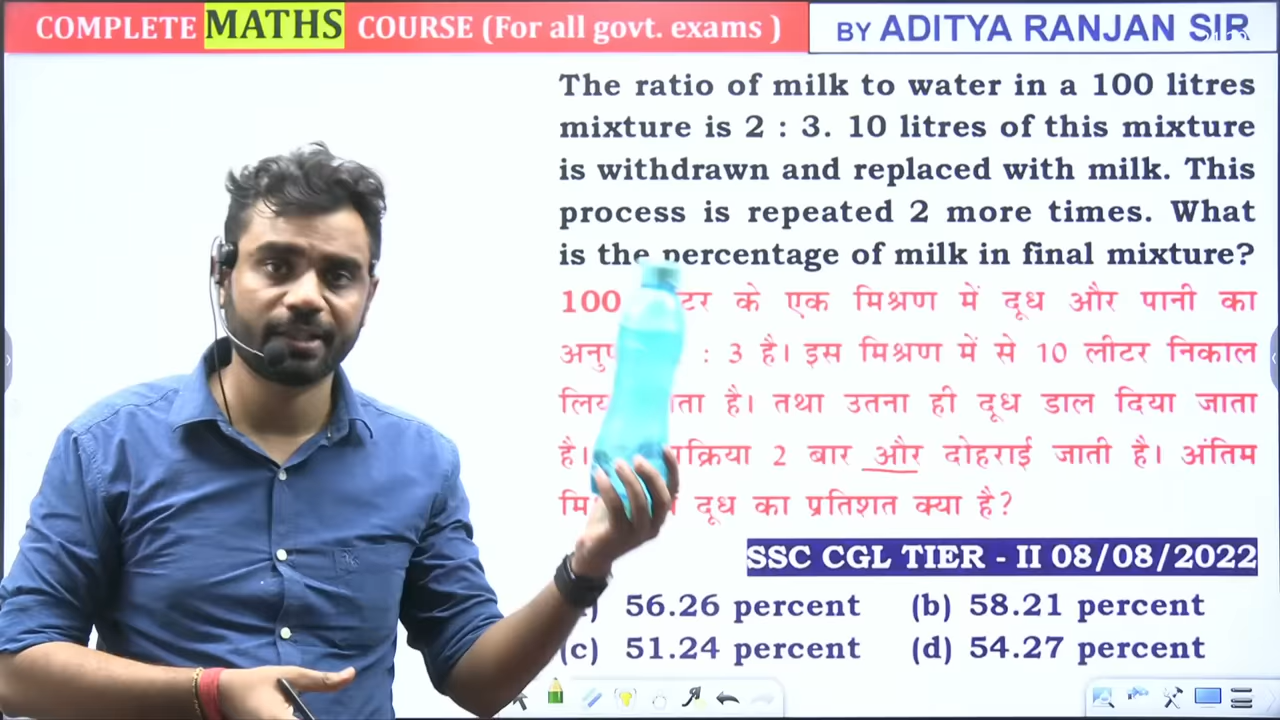 COMPLETE MATHS COURSE (For all govt. exams )
BY ADITYA RANJAN SIR
The ratio of milk to water in a 100 litres
mixture is 2 : 3. 10 litres of this mixture
is withdrawn and replaced with milk. This
process is repeated 2 more times. What
is the percentage of milk in final mixture?
100 के एक मिश्रण में दूध और पानी का
: 3 है। इस मिश्रण में से 10 लीटर निकाल
है। तथा उतना ही दूध डाल दिया जाता
है। 2 बार और दोहराई जाती है। अंतिम
दूध का प्रतिशत क्या है?
SSC CGL TIER - II 08/08/2022
56.26 percent (b) 58.21 percent
(c) 51.24 percent (d) 54.27 percent